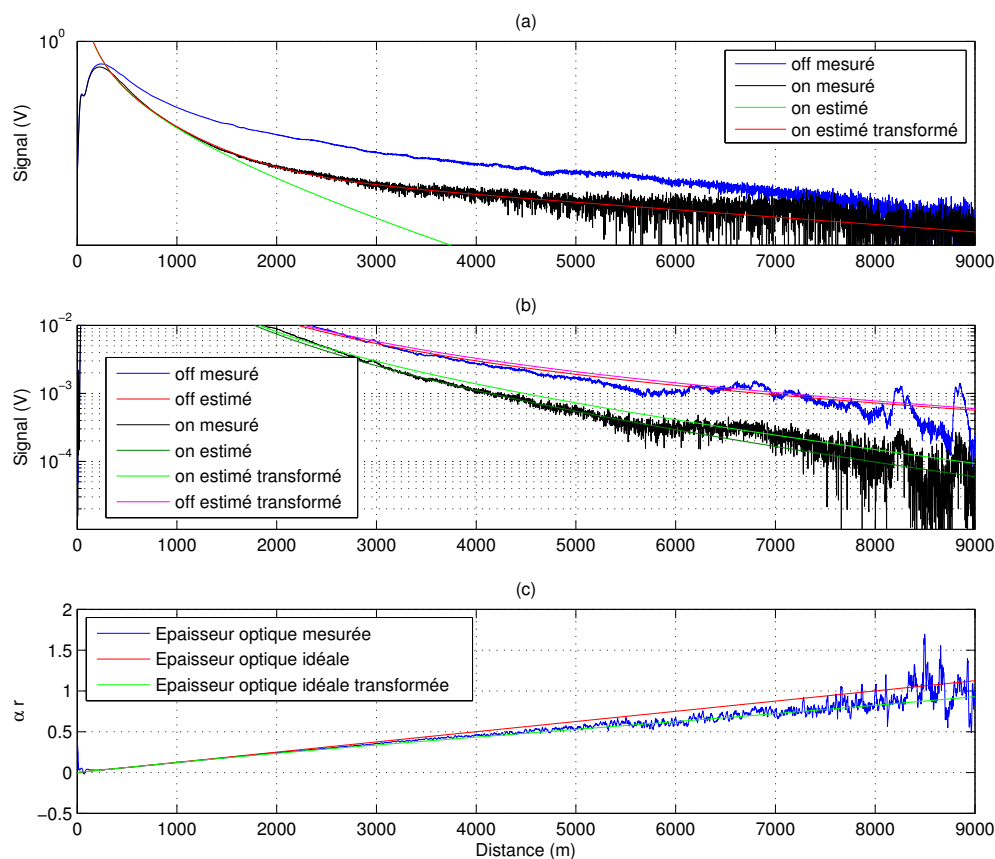 (a)
10^0
Signal (V)
off mesuré
on mesuré
on estimé
on estimé transformé
0 1000 2000 3000 4000 5000 6000 7000 8000 9000
(b)
10^-2
10^-3
10^-4
Signal (V)
off mesuré
off estimé
on mesuré
on estimé
on estimé transformé
off estimé transformé
0 1000 2000 3000 4000 5000 6000 7000 8000 9000
(c)
2
1.5
1
0.5
0
−0.5
α r
Epaisseur optique mesurée
Epaisseur optique idéale
Epaisseur optique idéale transformée
0 1000 2000 3000 4000 5000 6000 7000 8000 9000
Distance (m)